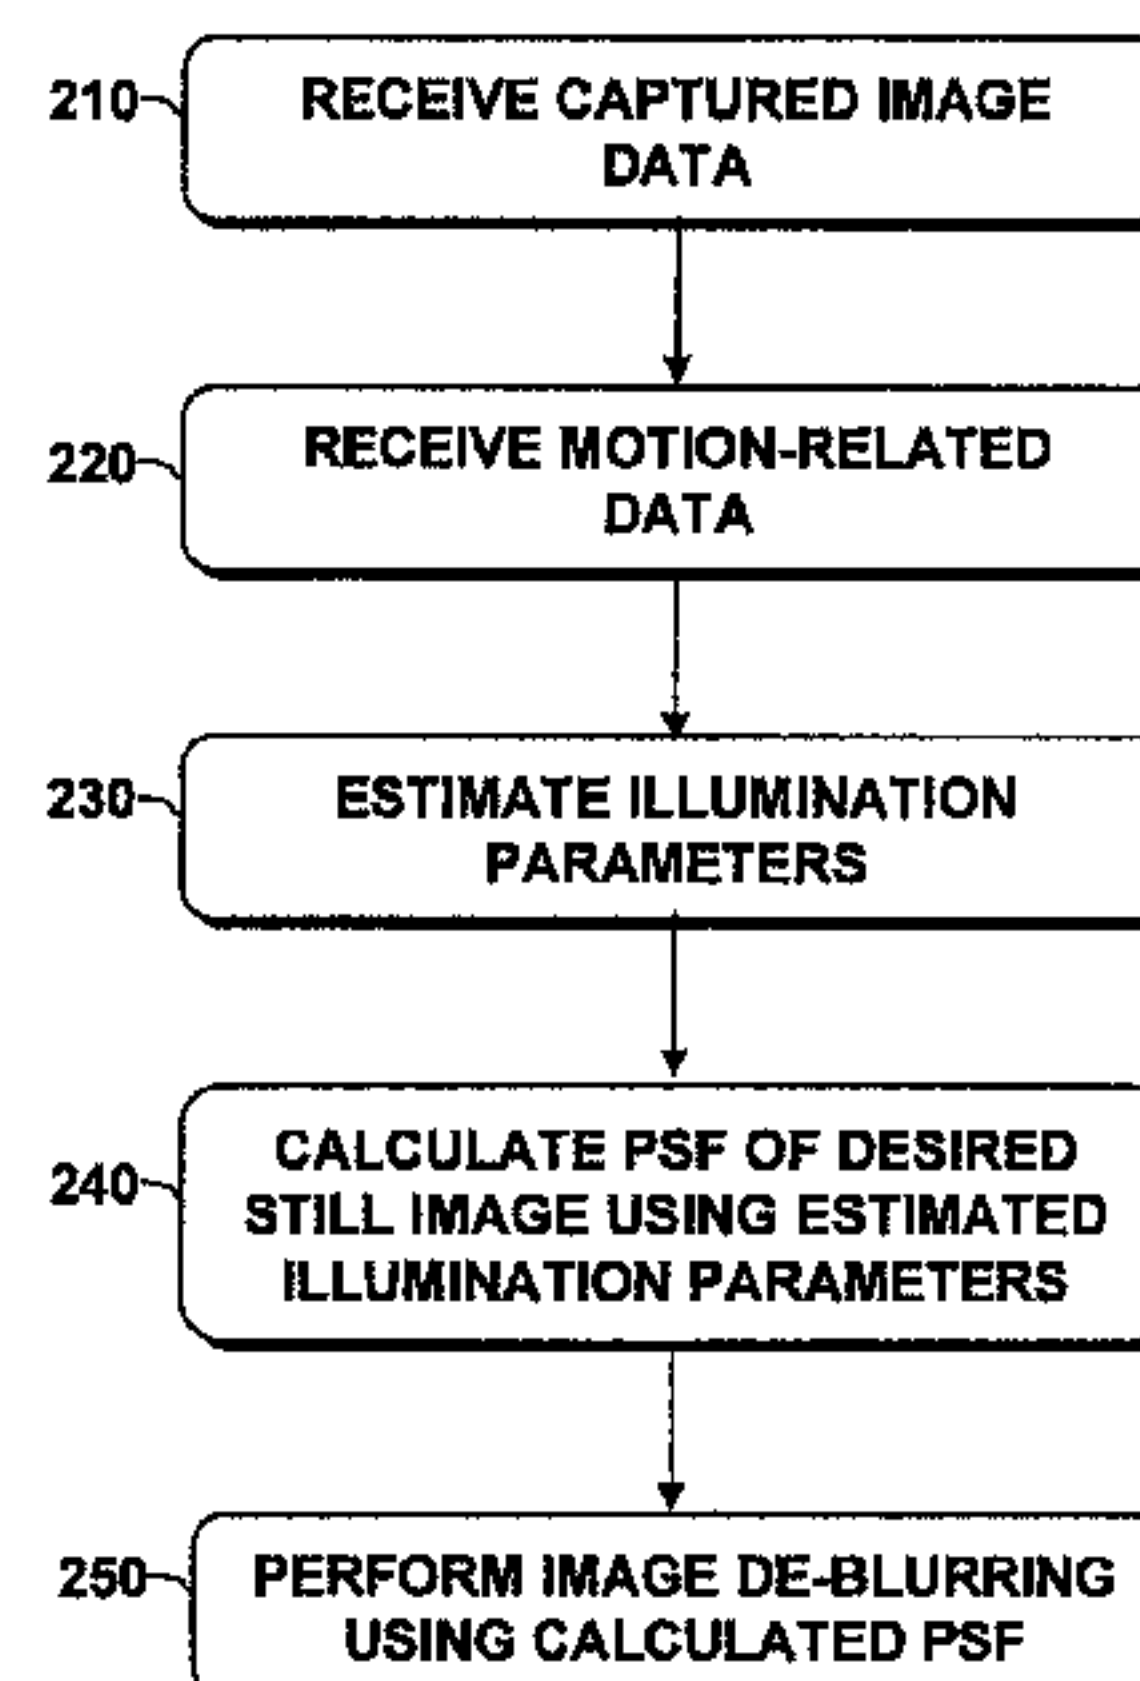 210
RECEIVE CAPTURED IMAGE
DATA
220
RECEIVE MOTION-RELATED
DATA
230
ESTIMATE ILLUMINATION
PARAMETERS
240
CALCULATE PSF OF DESIRED
STILL IMAGE USING ESTIMATED
ILLUMINATION PARAMETERS
250
PERFORM IMAGE DE-BLURRING
USING CALCULATED PSF